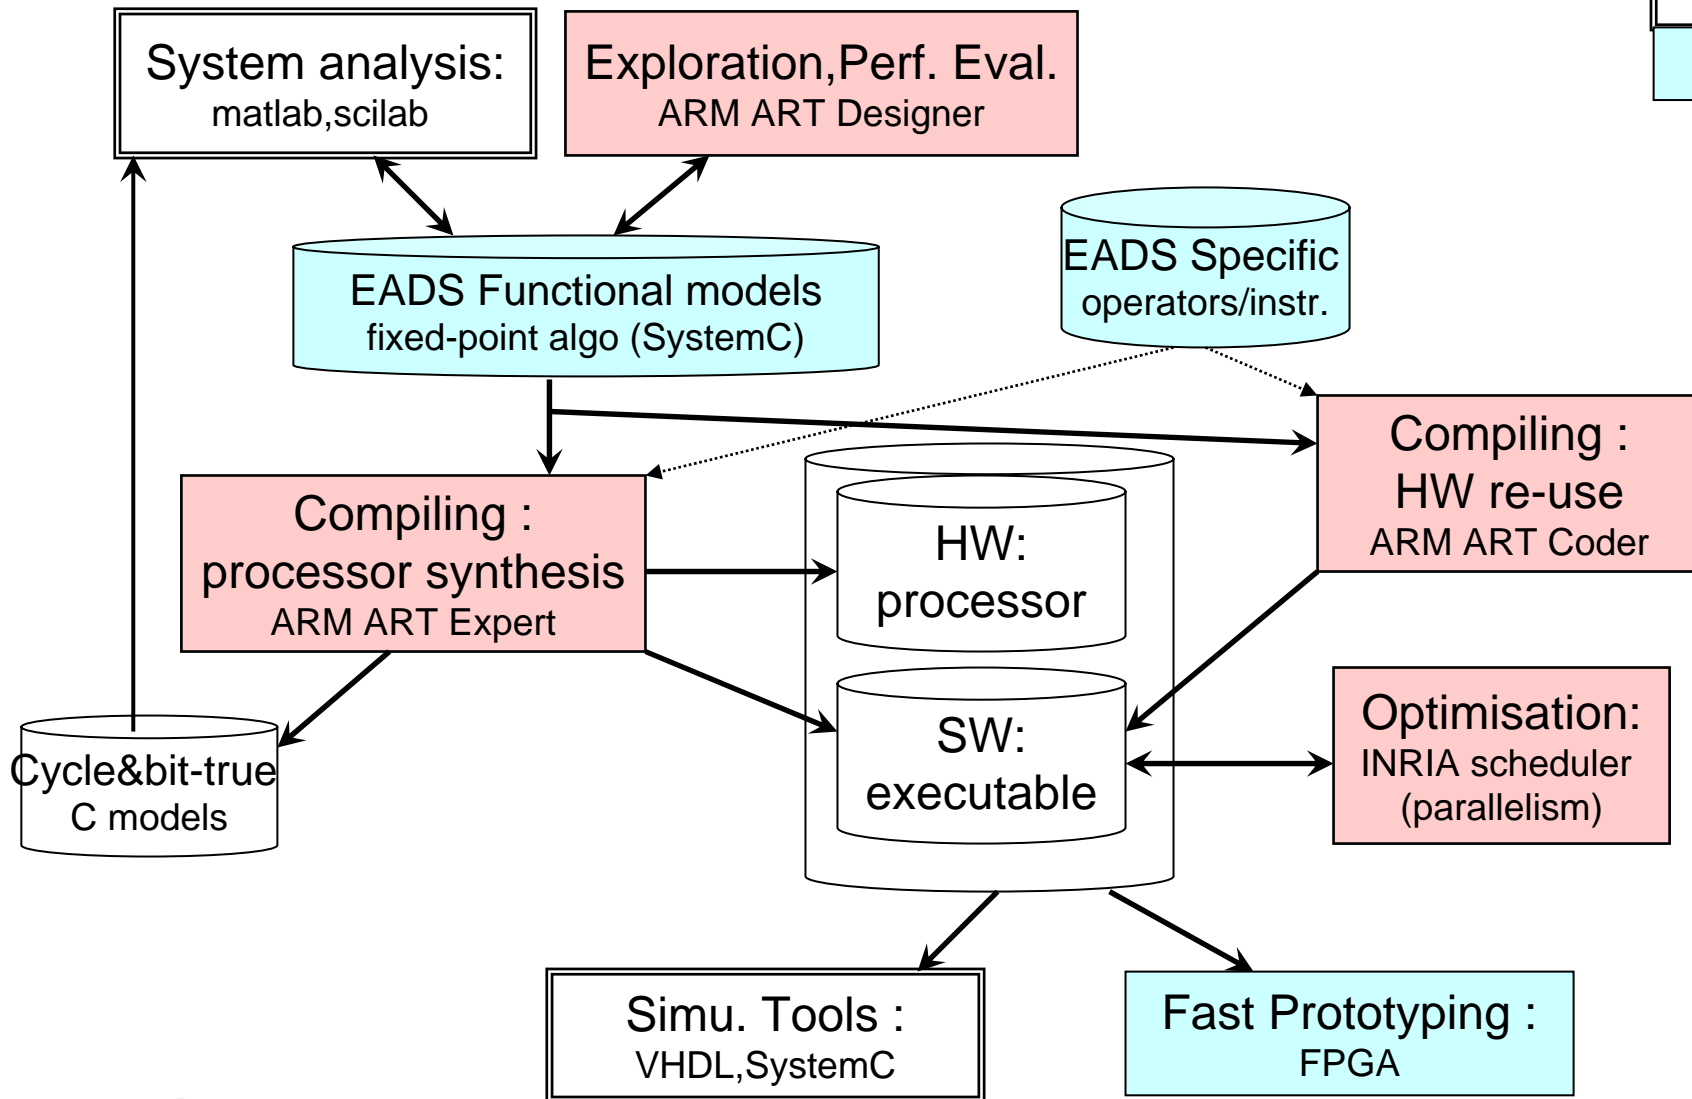 System analysis:
matlab,scilab
Exploration,Perf. Eval.
ARM ART Designer
EADS Functional models
fixed-point algo (SystemC)
EADS Specific
operators/instr.
Compiling :
processor synthesis
ARM ART Expert
HW:
processor
Compiling :
HW re-use
ARM ART Coder
SW:
executable
Optimisation:
INRIA scheduler
(parallelism)
Cycle&bit-true
C models
Simu. Tools :
VHDL,SystemC
Fast Prototyping :
FPGA